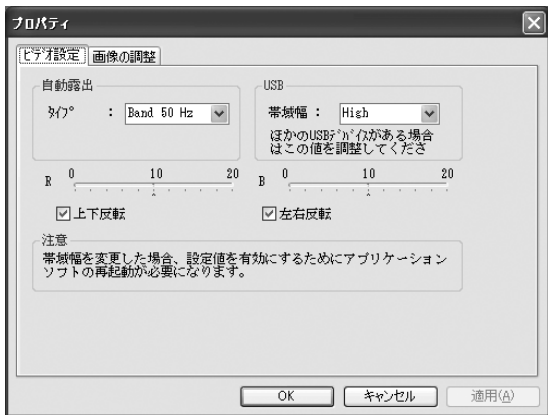 プロパティ
ビデオ設定 画像の調整
自動露出
タイプ : Band 50 Hz
USB
帯域幅 : High
ほかのUSBデバイスがある場合
はこの値を調整してくださ
R 0 10 20
B 0 10 20
上下反転
左右反転
注意
帯域幅を変更した場合、設定値を有効にするためにアプリケーション
ソフトの再起動が必要になります。
OK キャンセル 適用(A)